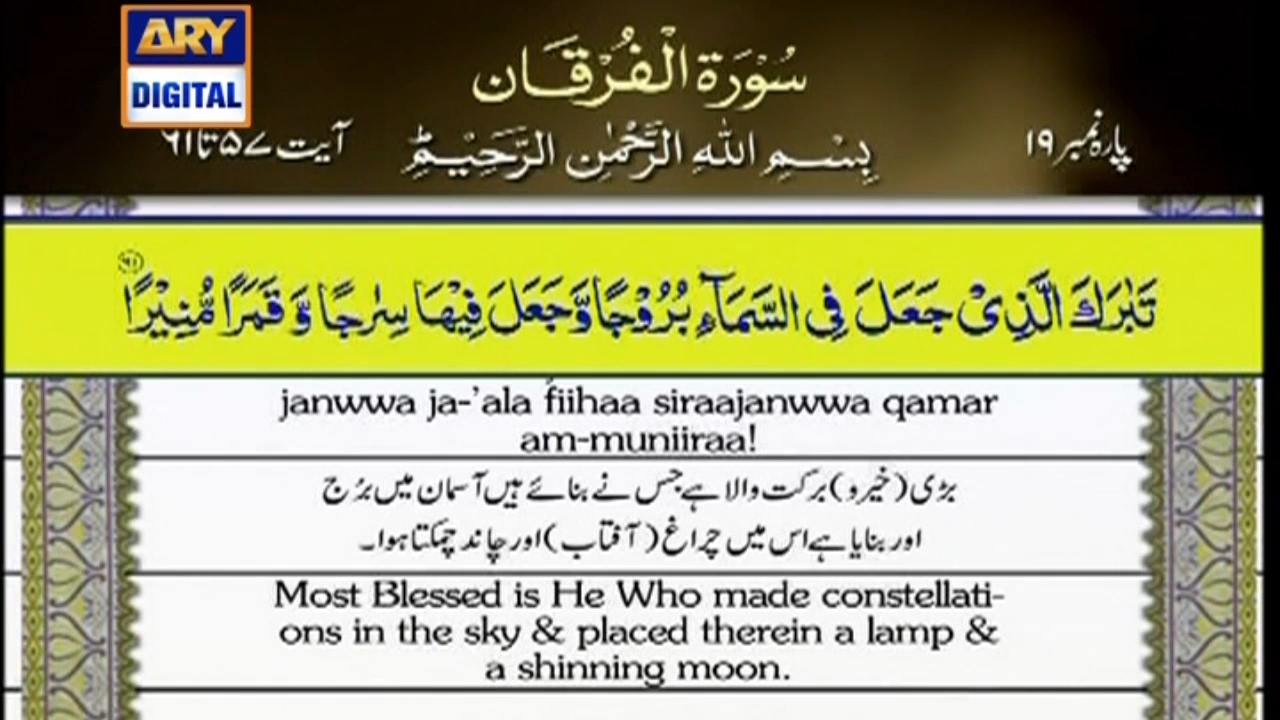 ARY
DIGITAL
سُوْرَةُ الْفُرْقَان
پارہ نمبر ۱۹
بِسْمِ اللّٰهِ الرَّحْمٰنِ الرَّحِيْمِ
آیت ۵۷ تا ۶۱
تَبٰرَكَ الَّذِیْ جَعَلَ فِی السَّمَآءِ بُرُوْجًا وَّجَعَلَ فِیْهَا سِرٰجًا وَّ قَمَرًا مُّنِیْرًا ۶۱
janwwa ja-'ala fiihaa siraajanwwa qamar
am-muniiraa!
بڑی (خیرو) برکت والا ہے جس نے بنائے ہیں آسمان میں برُج
اور بنایا ہے اس میں چراغ (آفتاب) اور چاند چمکتا ہوا۔
Most Blessed is He Who made constellati-
ons in the sky & placed therein a lamp &
a shinning moon.